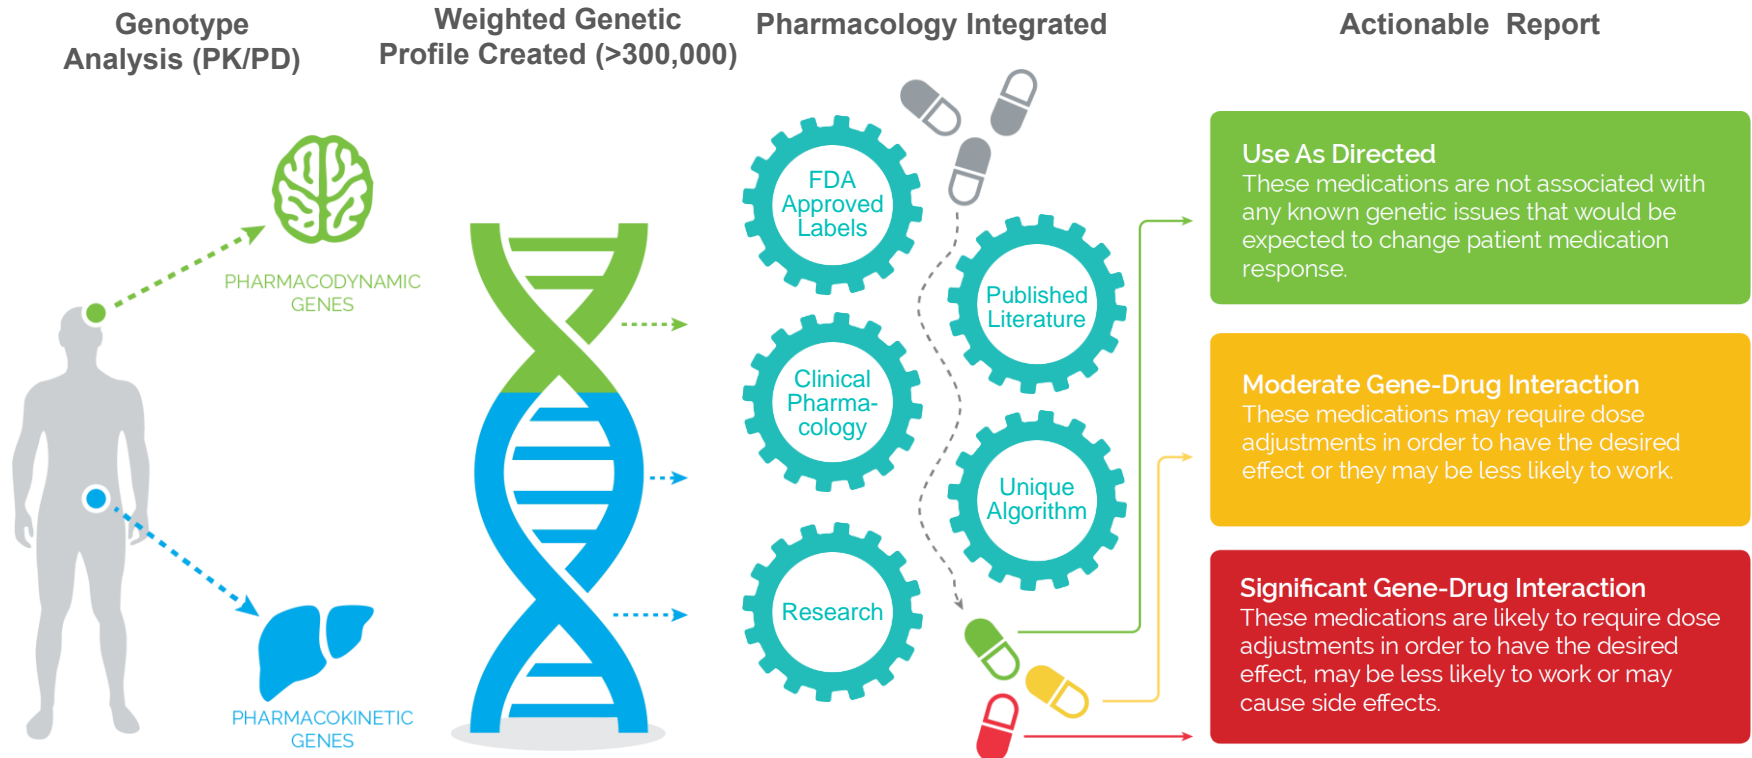 Genotype
Analysis (PK/PD)
Weighted Genetic
Profile Created (>300,000)
Pharmacology Integrated
Actionable Report
PHARMACODYNAMIC
GENES
PHARMACOKINETIC
GENES
FDA
Approved
Labels
Published
Literature
Clinical
Pharma-
cology
Unique
Algorithm
Research
Use As Directed
These medications are not associated with
any known genetic issues that would be
expected to change patient medication
response.
Moderate Gene-Drug Interaction
These medications may require dose
adjustments in order to have the desired
effect or they may be less likely to work.
Significant Gene-Drug Interaction
These medications are likely to require dose
adjustments in order to have the desired
effect, may be less likely to work or may
cause side effects.